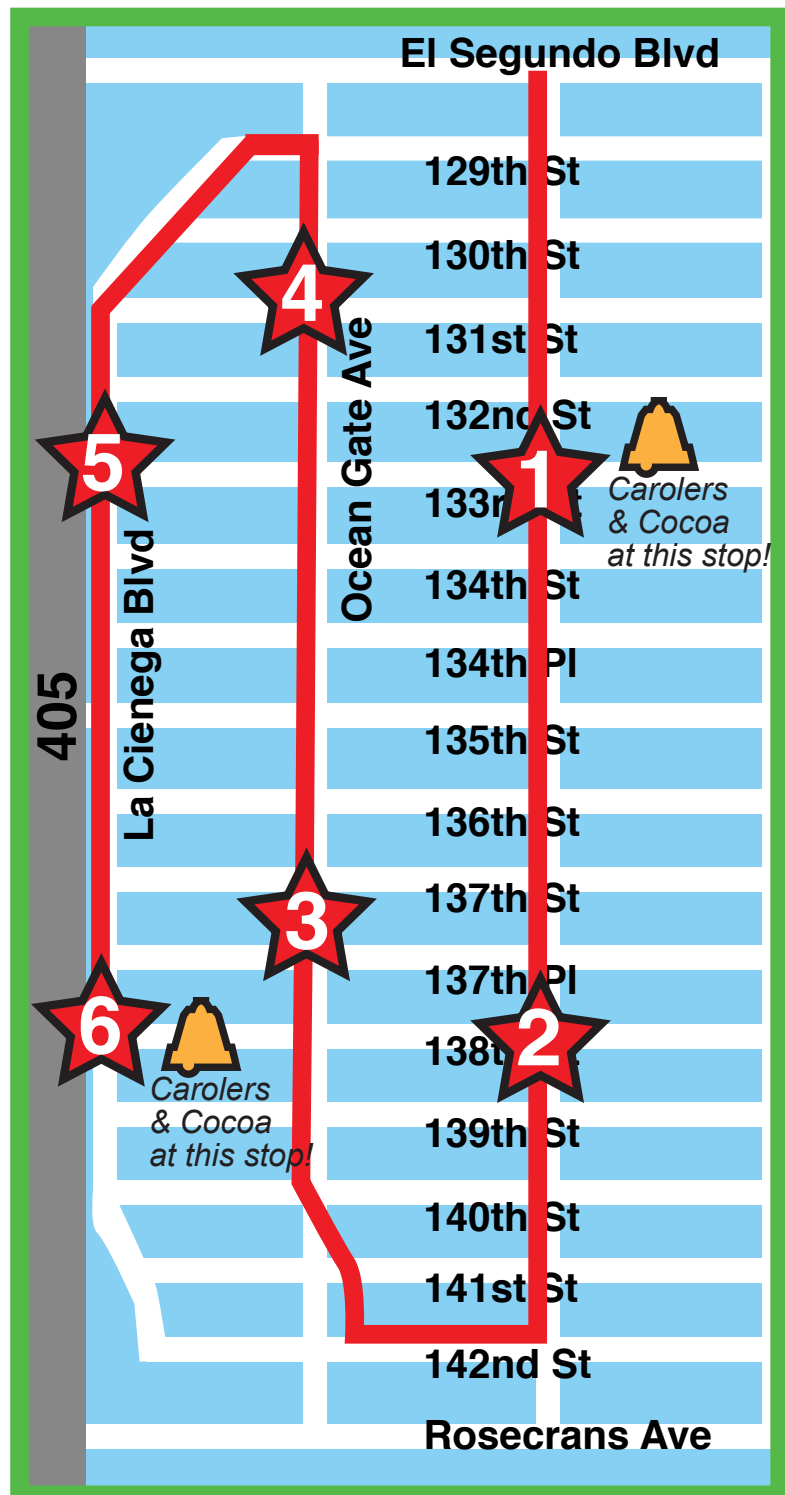 El Segundo Blvd
129th St
130th St
4
131st St
Ocean Gate Ave
132nd St
5
1
133r t
Carolers
& Cocoa
at this stop!
La Cienega Blvd
134th St
134th Pl
405
135th St
136th St
137th St
3
137th Pl
6
2
138t
Carolers
& Cocoa
at this stop!
139th St
140th St
141st St
142nd St
Rosecrans Ave